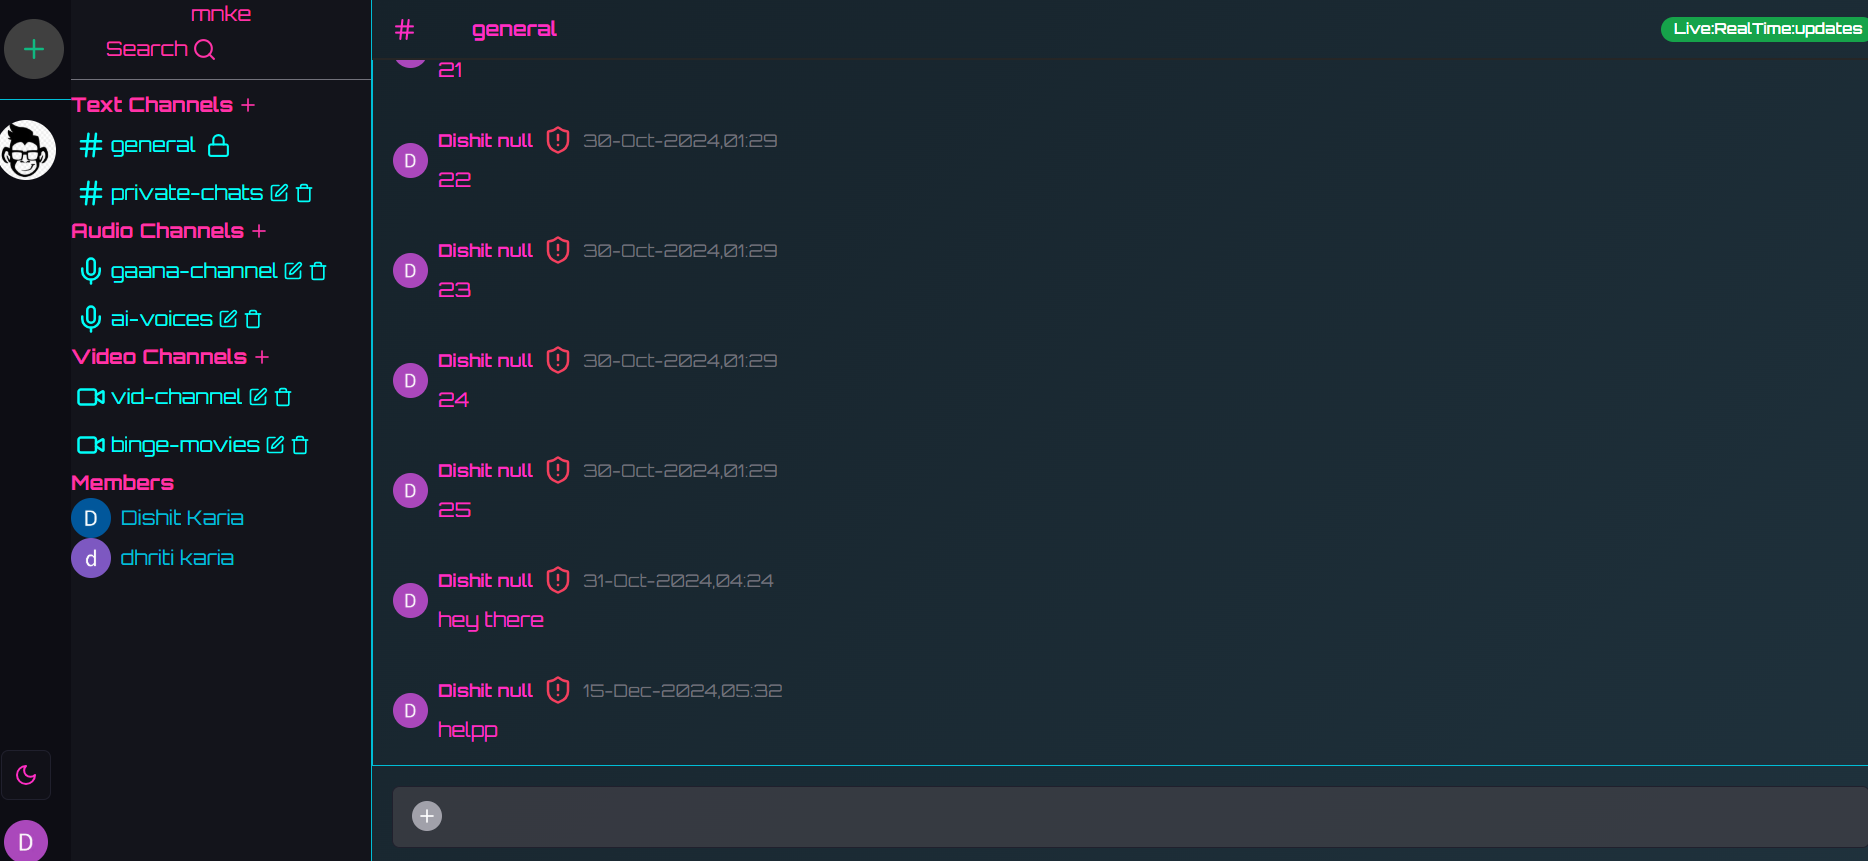 mnke
Search
Text Channels
general
private-chats
Audio Channels
gaana-channel
ai-voices
Video Channels
vid-channel
binge-movies
Members
D Dishit Karia
d dhriti karia
D
# general
Live:RealTime:updates
21
Dishit null 30-Oct-2024,01:29
D
22
Dishit null 30-Oct-2024,01:29
D
23
Dishit null 30-Oct-2024,01:29
D
24
Dishit null 30-Oct-2024,01:29
D
25
Dishit null 31-Oct-2024,04:24
D
hey there
Dishit null 15-Dec-2024,05:32
D
helpp